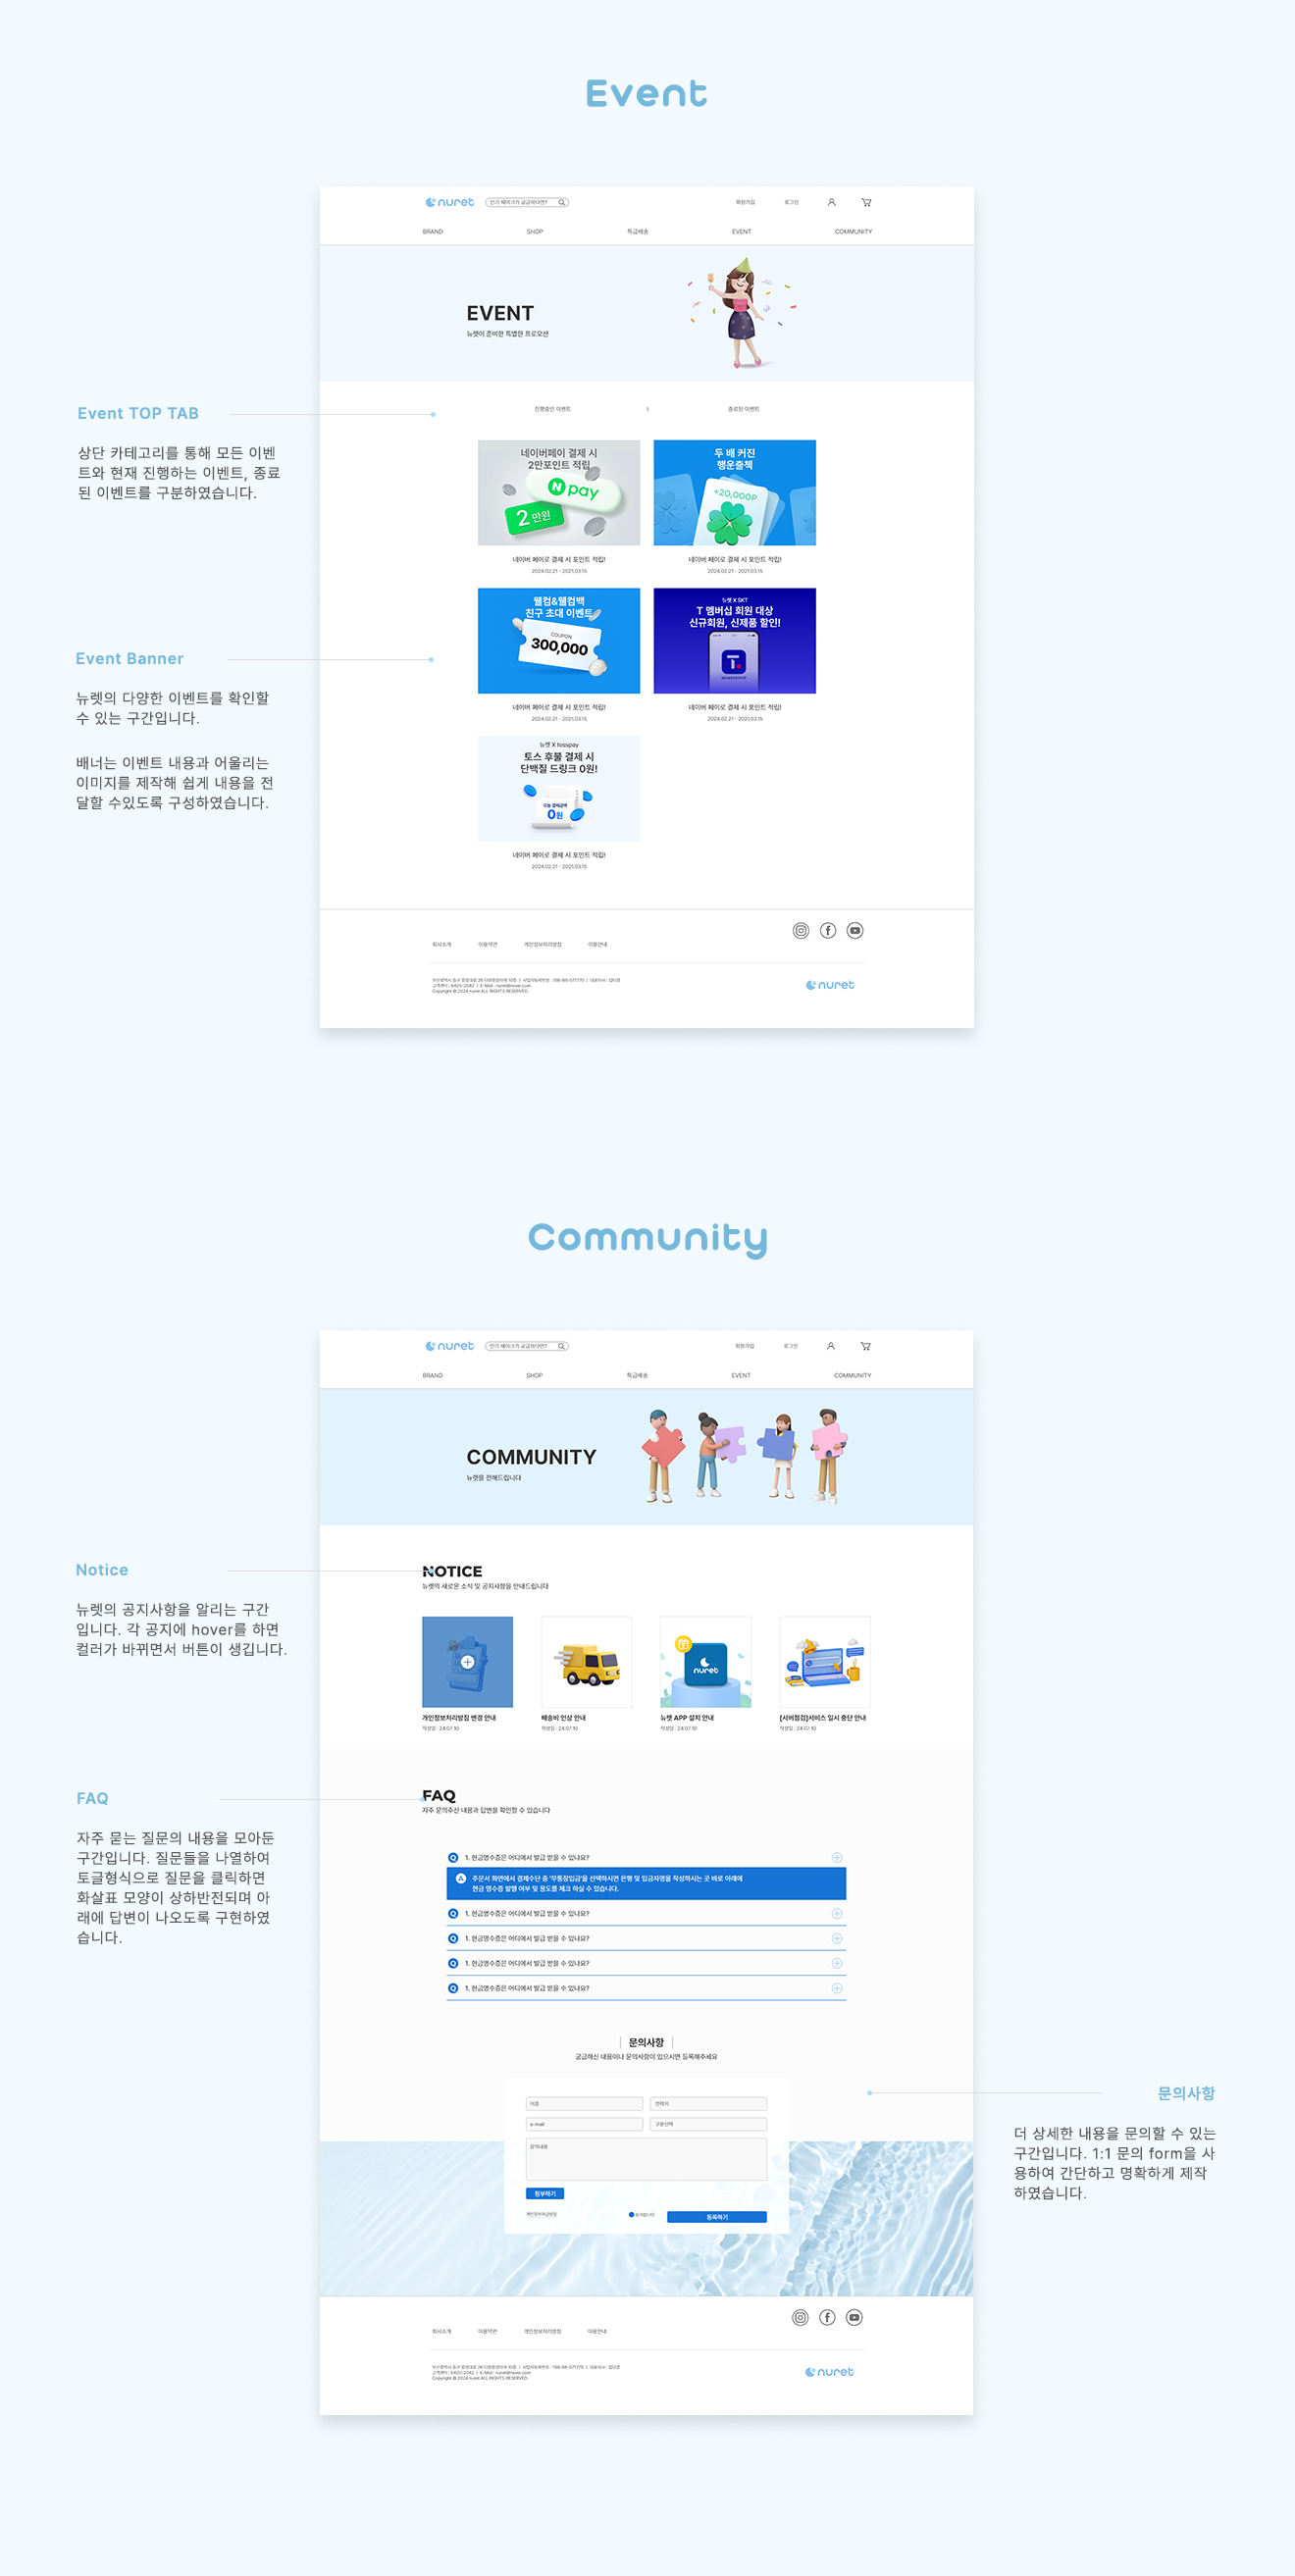 Event
nuret
인기 쉐이크가 궁금하다면?
회원가입
로그인
BRAND
SHOP
특급배송
EVENT
COMMUNITY
EVENT
뉴렛이 준비한 특별한 프로모션
Event TOP TAB
상단 카테고리를 통해 모든 이벤
트와 현재 진행하는 이벤트, 종료
된 이벤트를 구분하였습니다.
진행중인 이벤트
종료된 이벤트
네이버페이 결제 시
2만포인트 적립
N pay
2 만원
네이버 페이로 결제 시 포인트 적립!
2024.02.21 - 2021.03.15
두 배 커진
행운출첵
+20,000P
네이버 페이로 결제 시 포인트 적립!
2024.02.21 - 2021.03.15
Event Banner
뉴렛의 다양한 이벤트를 확인할
수 있는 구간입니다.
배너는 이벤트 내용과 어울리는
이미지를 제작해 쉽게 내용을 전
달할 수있도록 구성하였습니다.
웰컴&웰컴백
친구 초대 이벤트
COUPON
300,000
네이버 페이로 결제 시 포인트 적립!
2024.02.21 - 2021.03.15
뉴렛 X SKT
T 멤버십 회원 대상
신규회원, 신제품 할인!
T
MEMBERSHIP
네이버 페이로 결제 시 포인트 적립!
2024.02.21 - 2021.03.15
뉴렛 X tosspay
토스 후불 결제 시
단백질 드링크 0원!
오늘 결제금액
0원
네이버 페이로 결제 시 포인트 적립!
2024.02.21 - 2021.03.15
회사소개
이용약관
개인정보처리방침
이용안내
고객센터 : 6420-2042 | E-Mail : nuret@naver.com
Copyright © 2024 nuret ALL RIGHTS RESERVED.
nuret
Community
nuret
인기 쉐이크가 궁금하다면?
회원가입
로그인
BRAND
SHOP
특급배송
EVENT
COMMUNITY
COMMUNITY
뉴렛을 전해드립니다
Notice
뉴렛의 공지사항을 알리는 구간
입니다. 각 공지에 hover를 하면
컬러가 바뀌면서 버튼이 생깁니다.
NOTICE
뉴렛의 새로운 소식 및 공지사항을 안내드립니다
nuret
개인정보처리방침 변경 안내
작성일 : 24.07.10
배송비 인상 안내
작성일 : 24.07.10
뉴렛 APP 설치 안내
작성일 : 24.07.10
[서버점검]서비스 일시 중단 안내
작성일 : 24.07.10
FAQ
자주 묻는 질문의 내용을 모아둔
구간입니다. 질문들을 나열하여
토글형식으로 질문을 클릭하면
화살표 모양이 상하반전되며 아
래에 답변이 나오도록 구현하였
습니다.
FAQ
자주 문의주신 내용과 답변을 확인할 수 있습니다
Q 1. 현금영수증은 어디에서 발급 받을 수 있나요?
A 주문서 화면에서 결제수단 중 '무통장입금'을 선택하시면 은행 및 입금자명을 작성하시는 곳 바로 아래에
현금 영수증 발행 여부 및 용도를 체크 하실 수 있습니다.
Q 1. 현금영수증은 어디에서 발급 받을 수 있나요?
Q 1. 현금영수증은 어디에서 발급 받을 수 있나요?
Q 1. 현금영수증은 어디에서 발급 받을 수 있나요?
Q 1. 현금영수증은 어디에서 발급 받을 수 있나요?
문의사항
궁금하신 내용이나 문의사항이 있으시면 등록해주세요
이름
연락처
e-mail
구분선택
문의내용
첨부하기
개인정보취급방침
동의합니다
등록하기
문의사항
더 상세한 내용을 문의할 수 있는
구간입니다. 1:1 문의 form을 사
용하여 간단하고 명확하게 제작
하였습니다.
회사소개
이용약관
개인정보처리방침
이용안내
고객센터 : 6420-2042 | E-Mail : nuret@naver.com
Copyright © 2024 nuret ALL RIGHTS RESERVED.
nuret